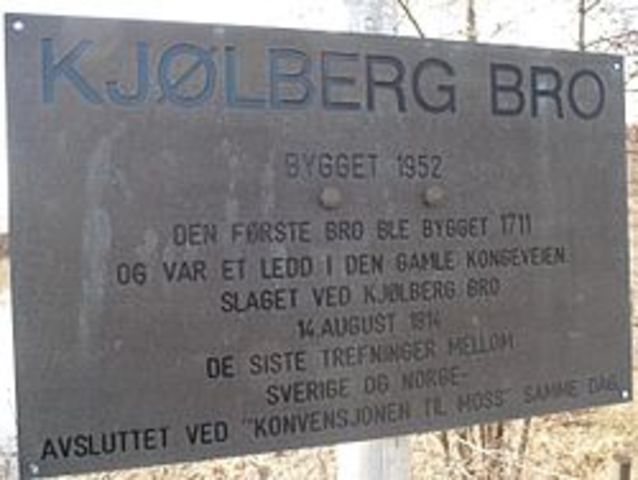 KJØLBERG BRO
BYGGET 1952
DEN FØRSTE BRO BLE BYGGET 1711
OG VAR ET LEDD I DEN GAMLE KONGEVEIEN.
SLAGET VED KJØLBERG BRO
14.AUGUST 1814
DE SISTE TREFNINGER MELLOM
SVERIGE OG NORGE-
AVSLUTTET VED "KONVENSJONEN TIL MOSS" SAMME DAG